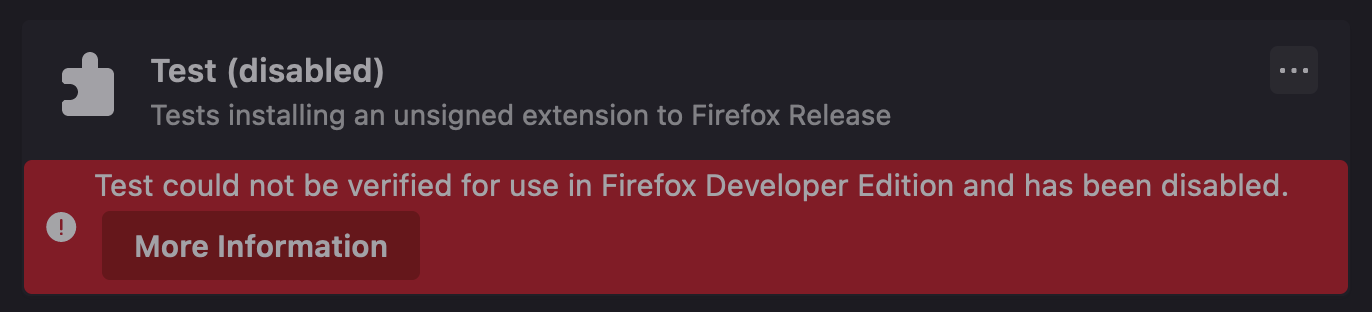 Test (disabled)
Tests installing an unsigned extension to Firefox Release
Test could not be verified for use in Firefox Developer Edition and has been disabled.
More Information